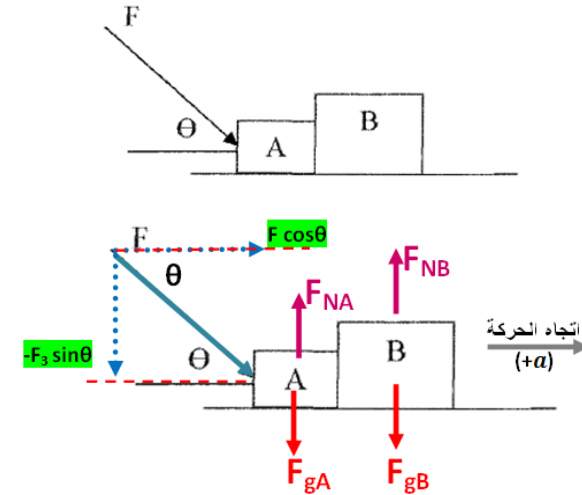 F
Θ
A
B
F
F cosθ
θ
F_NA
F_NB
-F₃ sinθ
Θ
A
B
اتجاه الحركة
(+a)
F_gA
F_gB